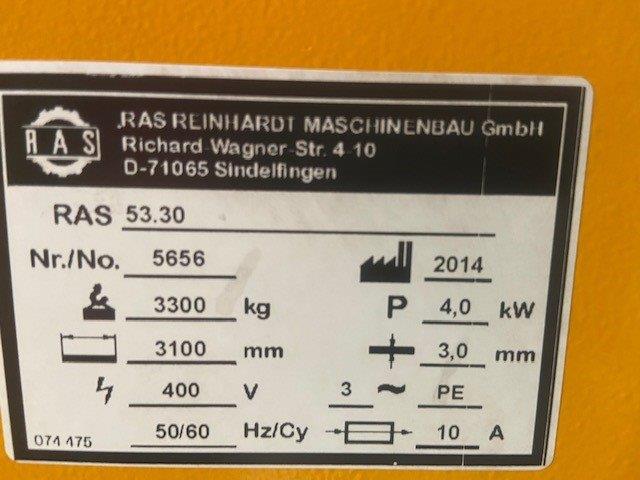 RAS
RAS REINHARDT MASCHINENBAU GmbH
Richard-Wagner-Str. 4-10
D-71065 Sindelfingen
RAS 53.30
Nr./No. 5656 2014
3300 kg P 4,0 kW
3100 mm 3,0 mm
400 V 3 ~ PE
50/60 Hz/Cy 10 A
074 475